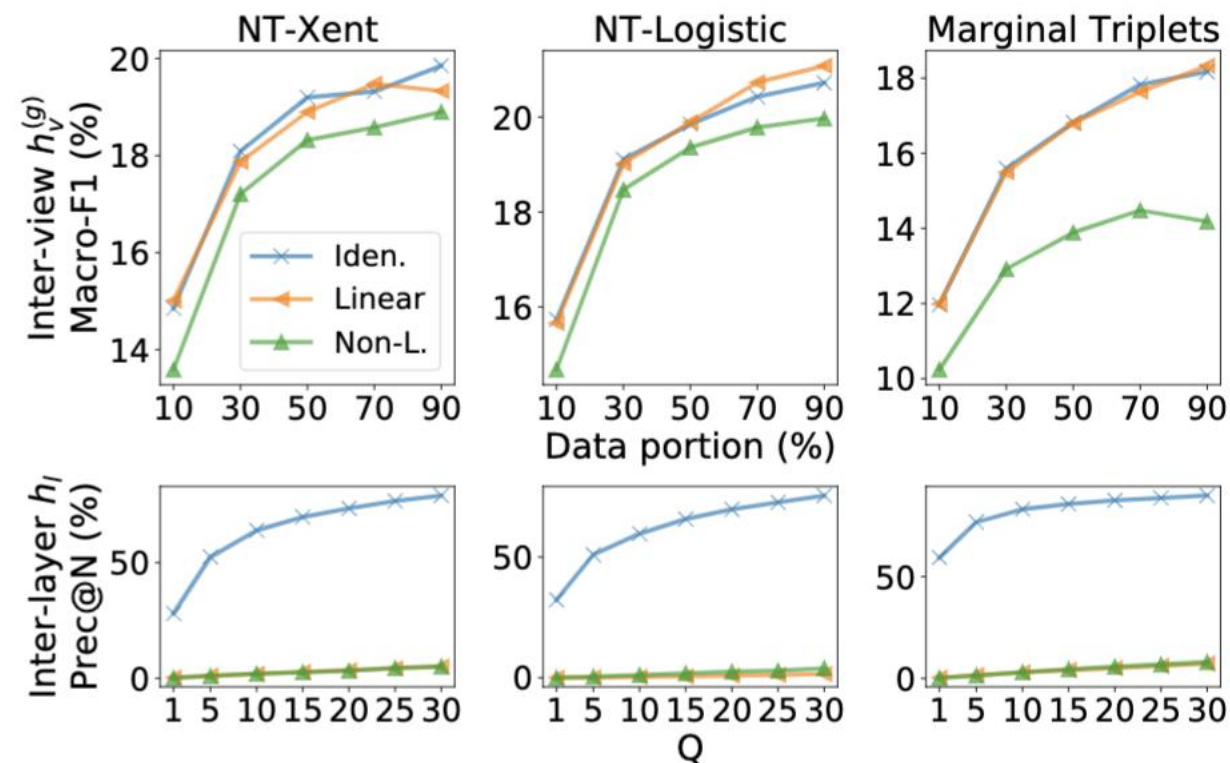 NT-Xent NT-Logistic Marginal Triplets
Inter-view h_v^(g)
Macro-F1 (%)
20
18
16
14
Iden.
Linear
Non-L.
10 30 50 70 90
20
18
16
10 30 50 70 90
18
16
14
12
10
10 30 50 70 90
Data portion (%)
Inter-layer h_l
Prec@N (%)
50
0
1 5 10 15 20 25 30
50
0
1 5 10 15 20 25 30
50
0
1 5 10 15 20 25 30
Q